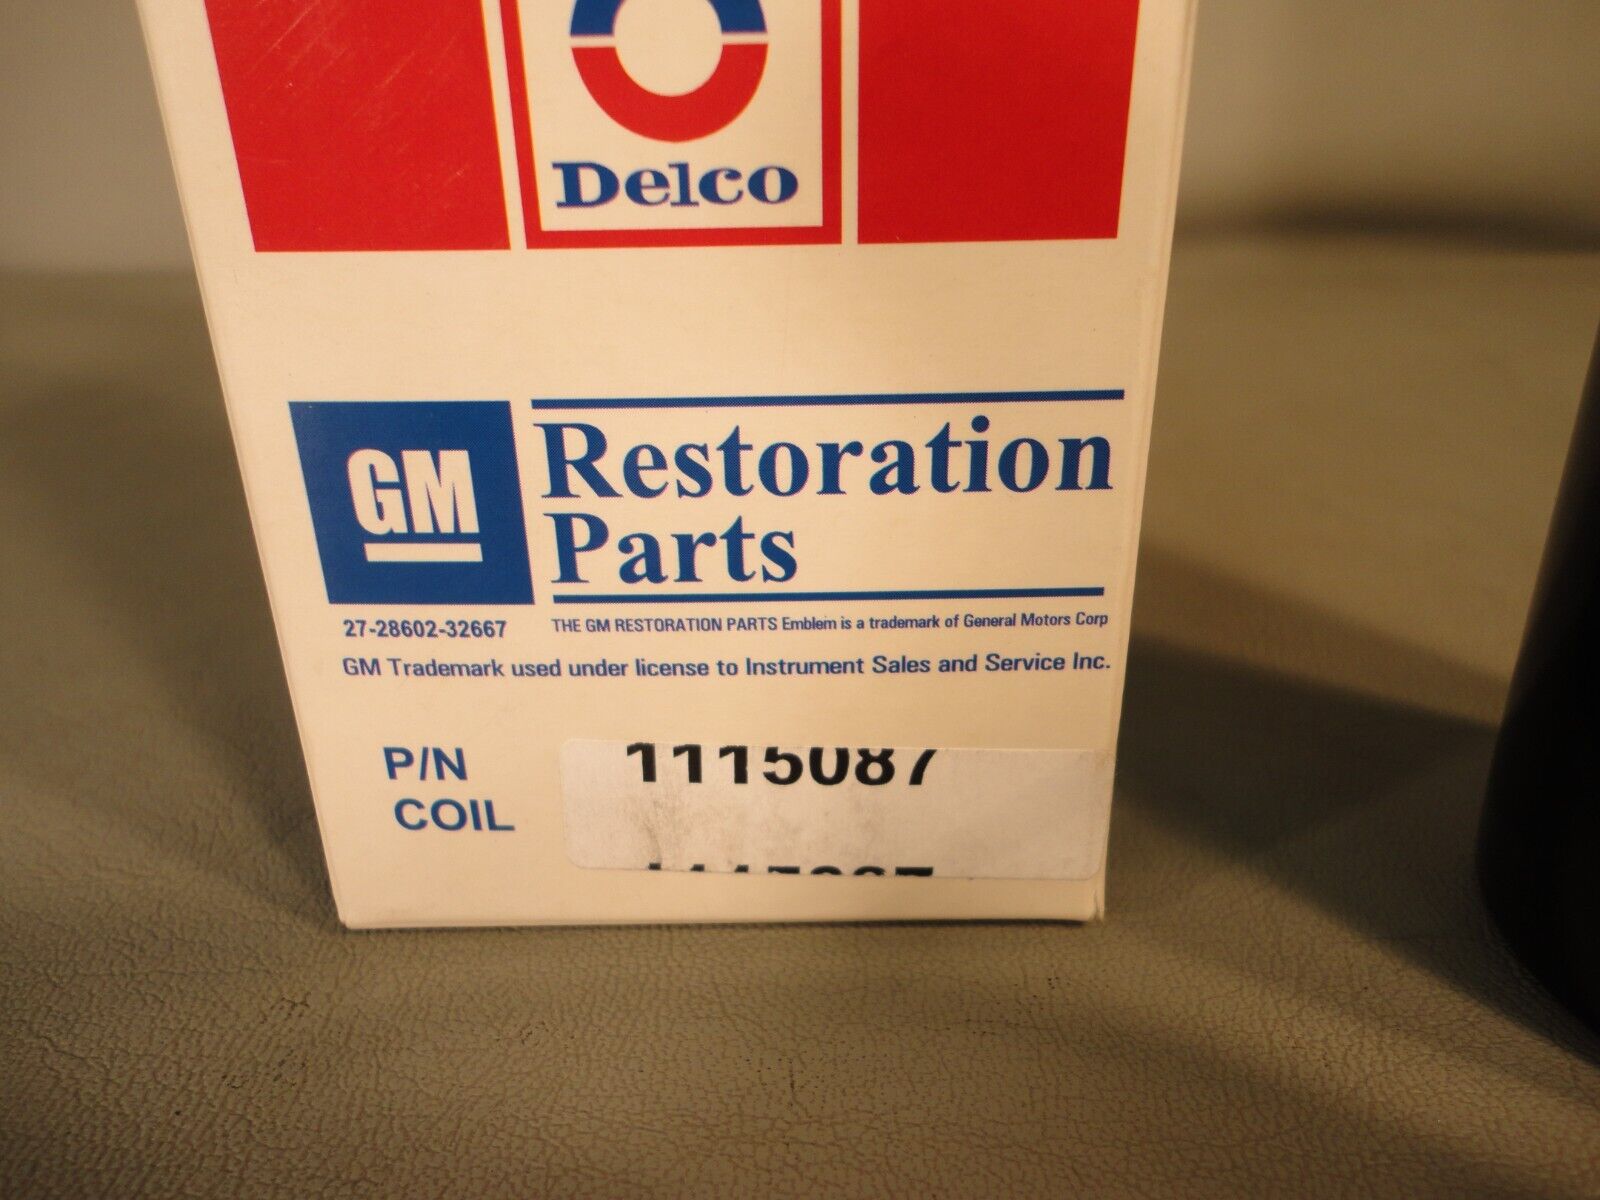 Delco
GM
Restoration
Parts
27-28602-32667
THE GM RESTORATION PARTS Emblem is a trademark of General Motors Corp
GM Trademark used under license to Instrument Sales and Service Inc.
P/N 1115087
COIL